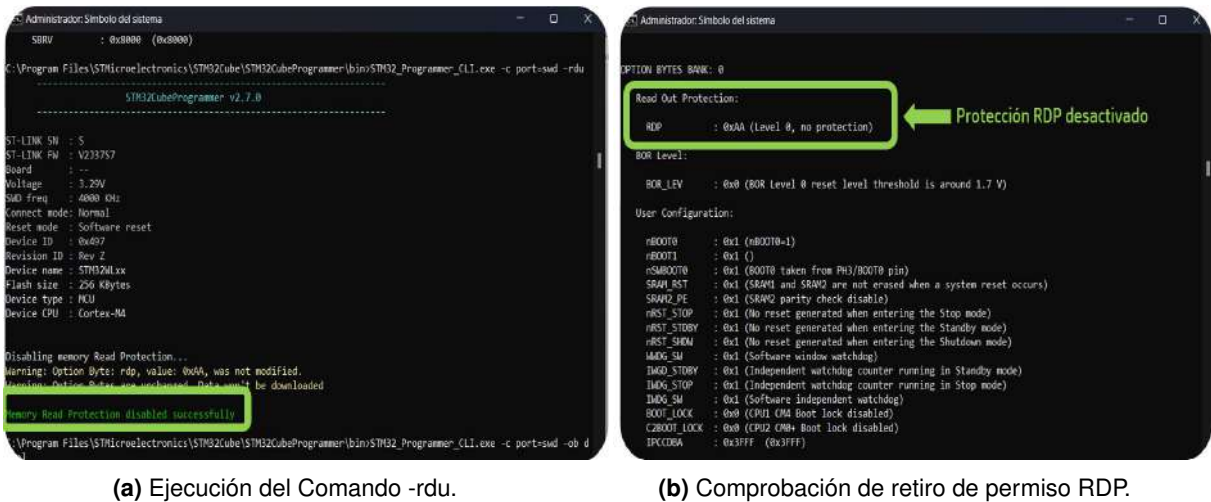 Administrador: Símbolo del sistema
SBRV : 0x8000 (0x8000)
C:\Program Files\STMicroelectronics\STM32Cube\STM32CubeProgrammer\bin>STM32_Programmer_CLI.exe -c port=swd -rdu
STM32CubeProgrammer v2.7.0
ST-LINK SN : S
ST-LINK FW : V2J37S7
Board : --
Voltage : 3.29V
SWD freq : 4000 KHz
Connect mode: Normal
Reset mode : Software reset
Device ID : 0x497
Revision ID : Rev Z
Device name : STM32WLxx
Flash size : 256 KBytes
Device type : MCU
Device CPU : Cortex-M4
Disabling memory Read Protection...
Warning: Option Byte: rdp, value: 0xAA, was not modified.
Warning: Option Bytes are unchanged, Data won't be downloaded
Memory Read Protection disabled successfully
C:\Program Files\STMicroelectronics\STM32Cube\STM32CubeProgrammer\bin>STM32_Programmer_CLI.exe -c port=swd -ob d
(a) Ejecución del Comando -rdu.
Administrador: Símbolo del sistema
OPTION BYTES BANK: 0
Read Out Protection:
RDP : 0xAA (Level 0, no protection)
Protección RDP desactivado
BOR Level:
BOR_LEV : 0x0 (BOR Level 0 reset level threshold is around 1.7 V)
User Configuration:
nBOOT0 : 0x1 (nBOOT0=1)
nBOOT1 : 0x1 ()
nSWBOOT0 : 0x1 (BOOT0 taken from PH3/BOOT0 pin)
SRAM_RST : 0x1 (SRAM1 and SRAM2 are not erased when a system reset occurs)
SRAM2_PE : 0x1 (SRAM2 parity check disable)
nRST_STOP : 0x1 (No reset generated when entering the Stop mode)
nRST_STDBY : 0x1 (No reset generated when entering the Standby mode)
nRST_SHDW : 0x1 (No reset generated when entering the Shutdown mode)
WWDG_SW : 0x1 (Software window watchdog)
IWGD_STDBY : 0x1 (Independent watchdog counter running in Standby mode)
IWDG_STOP : 0x1 (Independent watchdog counter running in Stop mode)
IWDG_SW : 0x1 (Software independent watchdog)
BOOT_LOCK : 0x0 (CPU1 CM4 Boot lock disabled)
C2BOOT_LOCK : 0x0 (CPU2 CM0+ Boot lock disabled)
IPCCDBA : 0x3FFF (0x3FFF)
(b) Comprobación de retiro de permiso RDP.